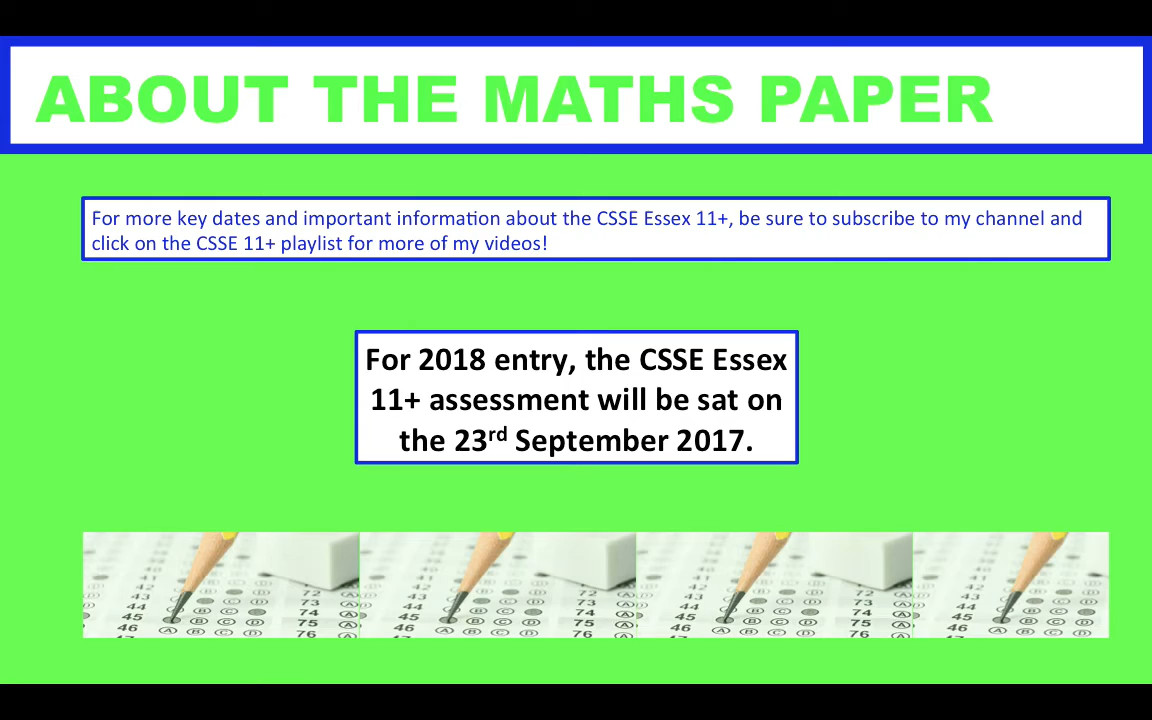 ABOUT THE MATHS PAPER
For more key dates and important information about the CSSE Essex 11+, be sure to subscribe to my channel and
click on the CSSE 11+ playlist for more of my videos!
For 2018 entry, the CSSE Essex
11+ assessment will be sat on
the 23rd September 2017.